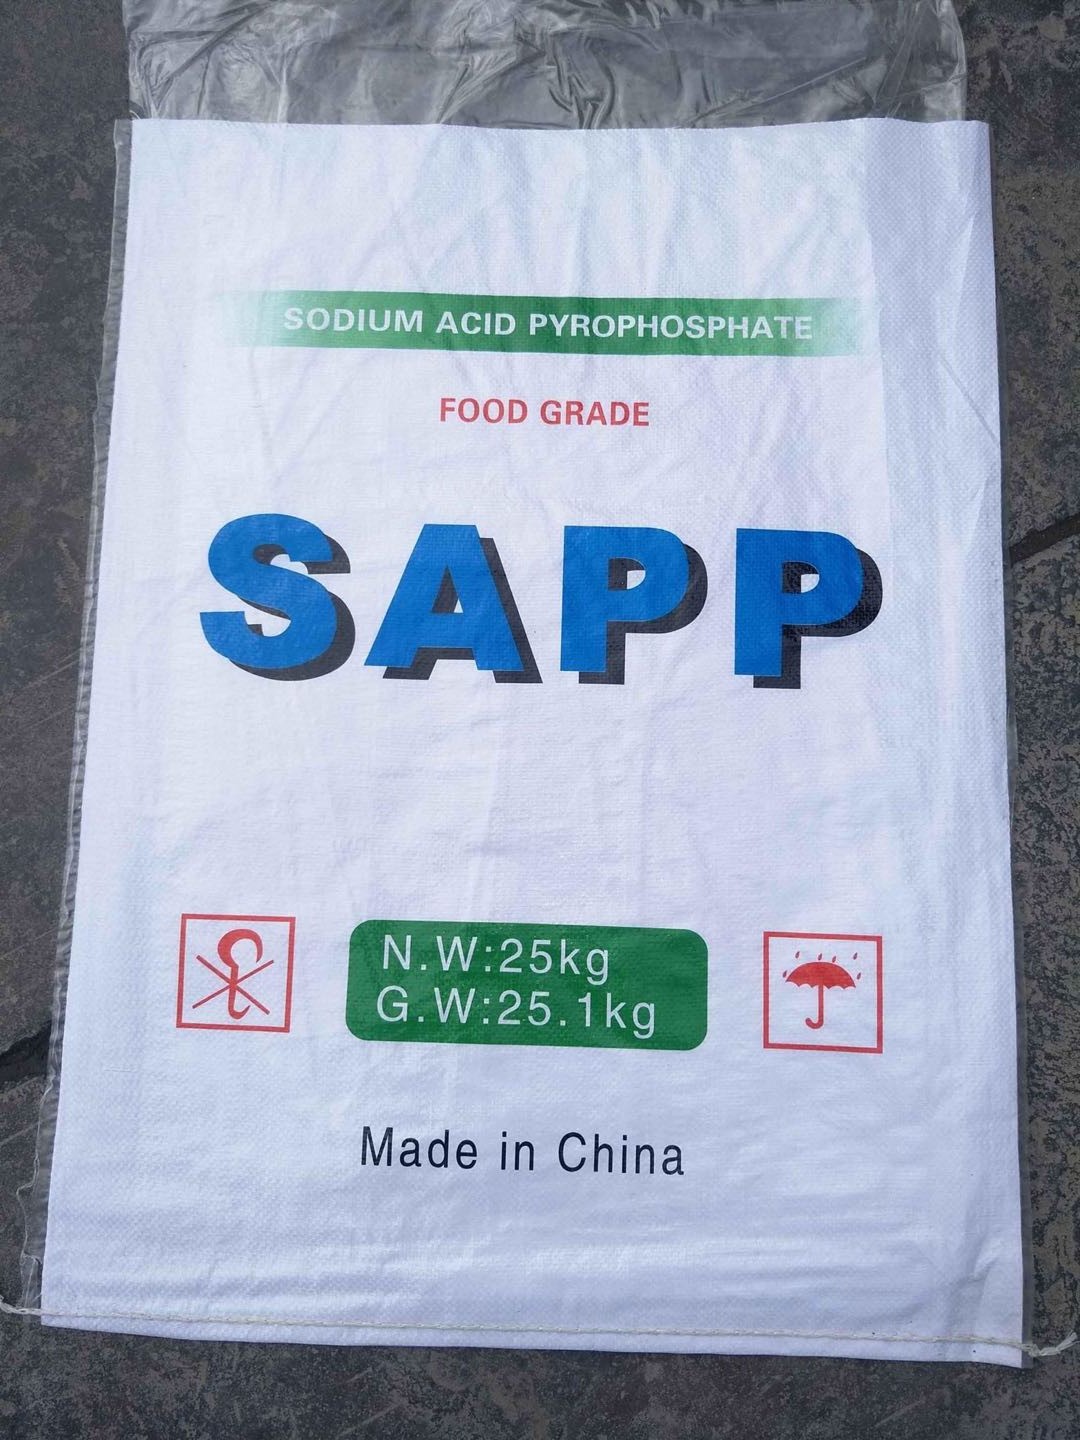 SODIUM ACID PYROPHOSPHATE
FOOD GRADE
SAPP
N.W:25kg
G.W:25.1kg
Made in China